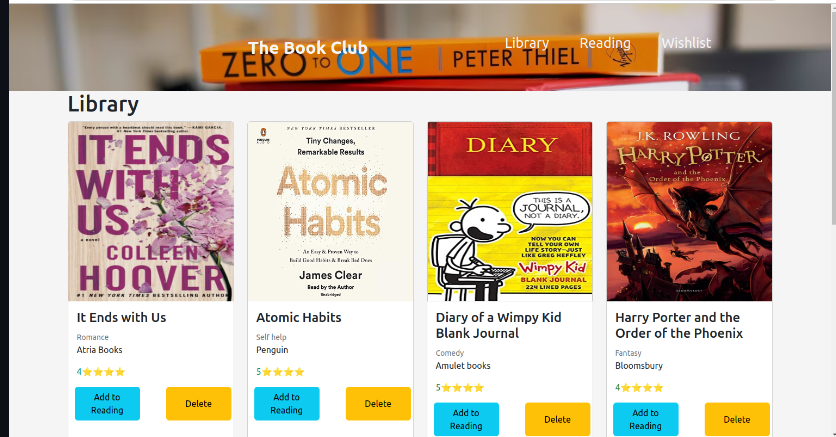 The Book Club
Library
Reading
Wishlist
ZERO TO ONE
PETER THIEL
Library
"Every person with a heartbeat should read this book." —KAMI GARCIA,
#1 New York Times bestselling author
IT ENDS
WITH
US
a novel
COLLEEN
HOOVER
#1 NEW YORK TIMES BESTSELLING AUTHOR
It Ends with Us
Romance
Atria Books
4⭐⭐⭐⭐
Add to
Reading
Delete
NEW YORK TIMES BESTSELLER
Tiny Changes,
Remarkable Results
Atomic
Habits
An Easy & Proven Way to
Build Good Habits & Break Bad Ones
James Clear
Read by the Author
Unabridged
Atomic Habits
Self help
Penguin
5⭐⭐⭐⭐
Add to
Reading
Delete
DIARY
THIS IS A
JOURNAL,
NOT A DIARY.
NOW YOU CAN
TELL YOUR OWN
LIFE STORY—JUST
LIKE GREG HEFFLEY
Wimpy Kid
BLANK JOURNAL
224 LINED PAGES
Diary of a Wimpy Kid
Blank Journal
Comedy
Amulet books
5⭐⭐⭐⭐
Add to
Reading
Delete
J.K. ROWLING
HARRY POTTER
and the
Order of the Phoenix
BLOOMSBURY
Harry Porter and the
Order of the Phoenix
Fantasy
Bloomsbury
4⭐⭐⭐⭐
Add to
Reading
Delete